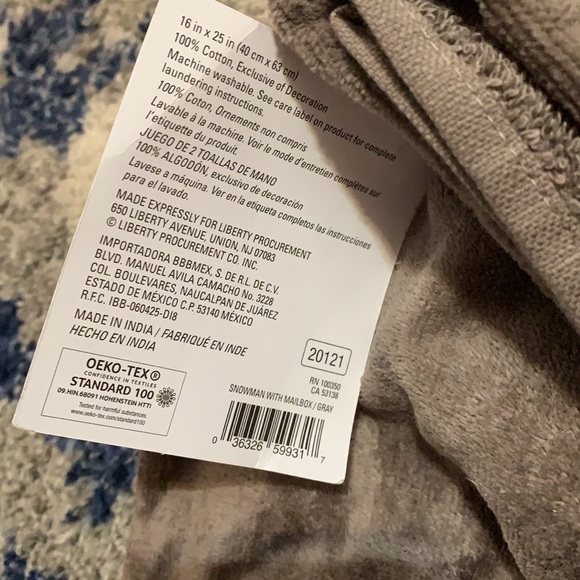 16 in x 25 in (40 cm x 63 cm)
100% Cotton, Exclusive of Decoration
Machine washable. See care label on product for complete
laundering instructions.
100% Coton. Ornements non compris
Lavable à la machine. Voir le mode d'entretien complètes sur
l'etiquette du produit.
JUEGO DE 2 TOALLAS DE MANO
100% ALGODÓN, exclusivo de decoración
Lavese a máquina. Ver en la etiqueta completos las instrucciones
para el lavado.
MADE EXPRESSLY FOR LIBERTY PROCUREMENT
650 LIBERTY AVENUE, UNION, NJ 07083
© LIBERTY PROCUREMENT CO. INC.
IMPORTADORA BBBMEX, S. DE R.L. DE C.V.
BLVD. MANUEL AVILA CAMACHO No. 3228
COL. BOULEVARES, NAUCALPAN DE JUÁREZ
ESTADO DE MÉXICO C.P. 53140 MÉXICO
R.F.C. IBB-060425-DI8
MADE IN INDIA / FABRIQUÉ EN INDE
HECHO EN INDIA
OEKO-TEX®
CONFIDENCE IN TEXTILES
STANDARD 100
09.HIN.68091 HOHENSTEIN HTTI
Tested for harmful substances.
www.oeko-tex.com/standard100
20121
RN 100350
CA 53138
SNOWMAN WITH MAILBOX / GRAY
0 36326 59931 7